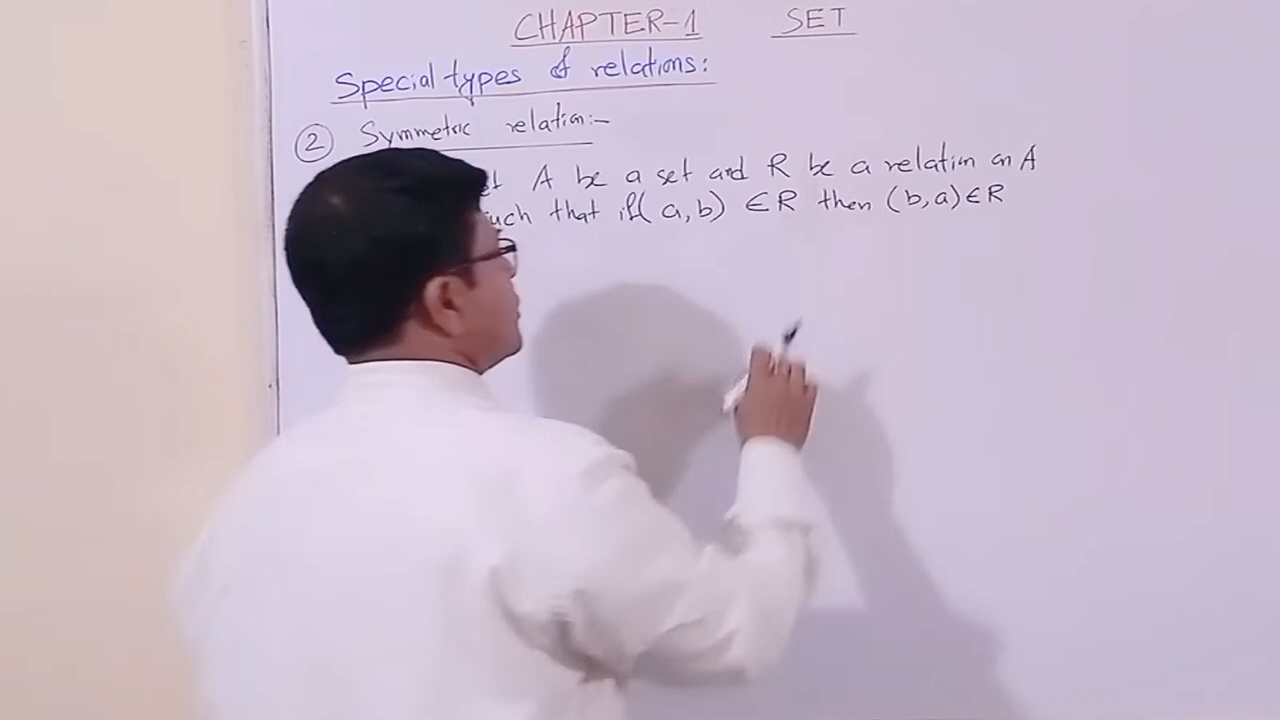 CHAPTER-1 SET
Special types of relations:
2 Symmetric relation:-
A be a set and R be a relation on A
that if (a, b) ∈ R then (b, a) ∈ R